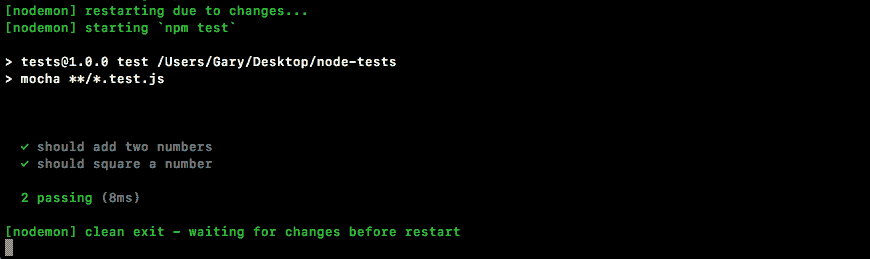 [nodemon] restarting due to changes...
[nodemon] starting `npm test`
> tests@1.0.0 test /Users/Gary/Desktop/node-tests
> mocha **/*.test.js
✓ should add two numbers
✓ should square a number
2 passing (8ms)
[nodemon] clean exit - waiting for changes before restart